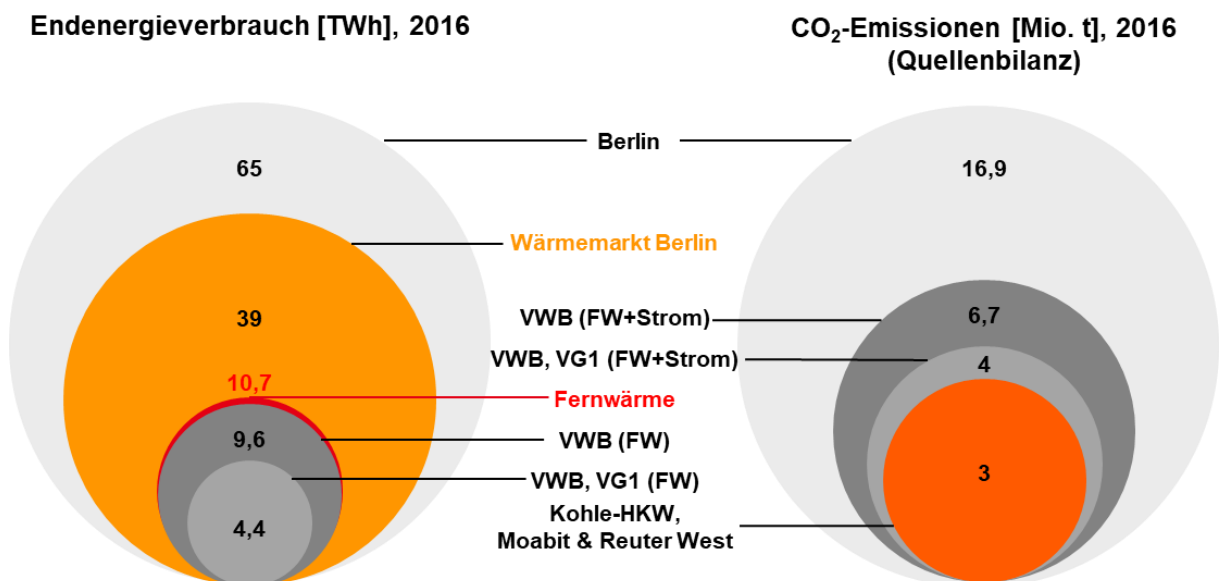 Endenergieverbrauch [TWh], 2016
CO₂-Emissionen [Mio. t], 2016
(Quellenbilanz)
Berlin
65
16,9
Wärmemarkt Berlin
39
VWB (FW+Strom)
6,7
VWB, VG1 (FW+Strom)
4
10,7
Fernwärme
9,6
VWB (FW)
VWB, VG1 (FW)
3
4,4
Kohle-HKW,
Moabit & Reuter West